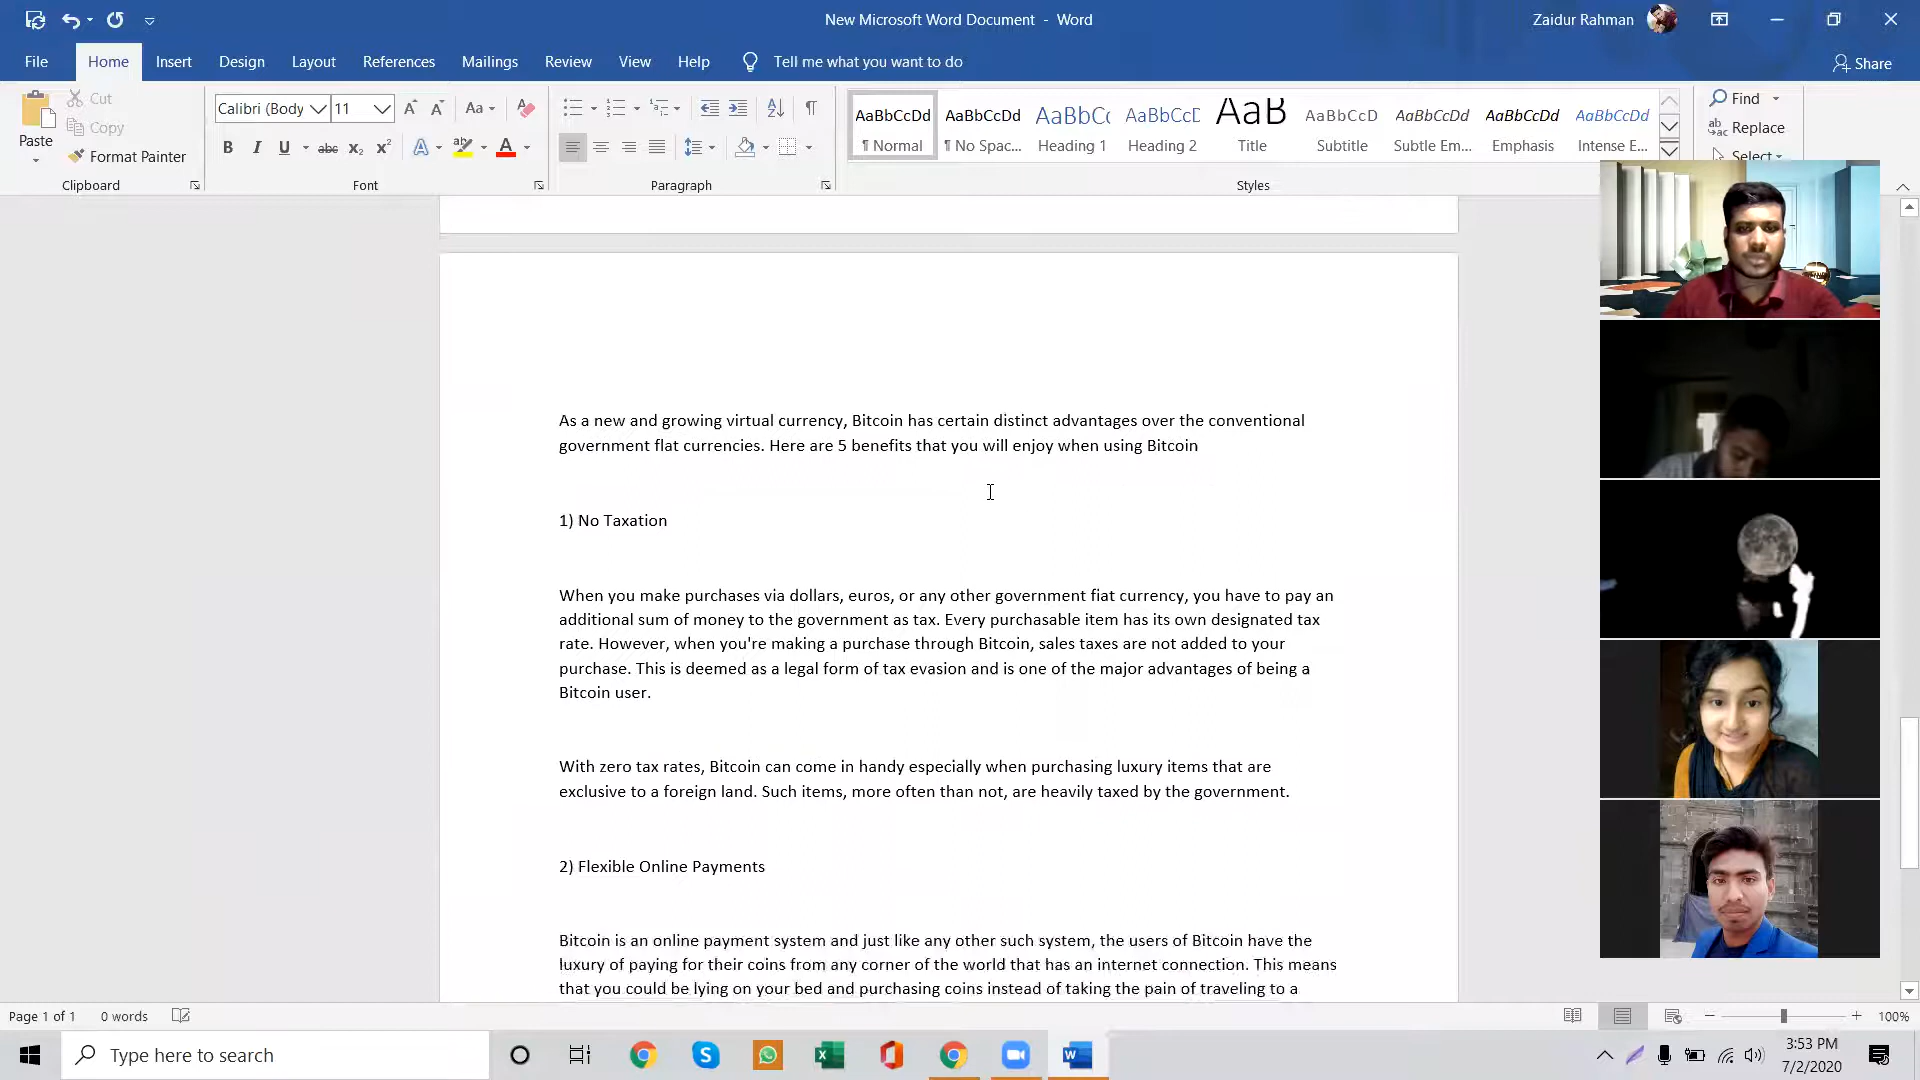 New Microsoft Word Document - Word
Zaidur Rahman
File Home Insert Design Layout References Mailings Review View Help Tell me what you want to do
Share
Paste
Cut
Copy
Format Painter
Clipboard
Calibri (Body 11
Font
Paragraph
AaBbCcDd AaBbCcDd AaBbCc AaBbCcD AaB AaBbCcD AaBbCcDd AaBbCcDd AaBbCcDd
¶ Normal ¶ No Spac... Heading 1 Heading 2 Title Subtitle Subtle Em... Emphasis Intense E...
Styles
Find
Replace
Select
As a new and growing virtual currency, Bitcoin has certain distinct advantages over the conventional
government flat currencies. Here are 5 benefits that you will enjoy when using Bitcoin
1) No Taxation
When you make purchases via dollars, euros, or any other government fiat currency, you have to pay an
additional sum of money to the government as tax. Every purchasable item has its own designated tax
rate. However, when you're making a purchase through Bitcoin, sales taxes are not added to your
purchase. This is deemed as a legal form of tax evasion and is one of the major advantages of being a
Bitcoin user.
With zero tax rates, Bitcoin can come in handy especially when purchasing luxury items that are
exclusive to a foreign land. Such items, more often than not, are heavily taxed by the government.
2) Flexible Online Payments
Bitcoin is an online payment system and just like any other such system, the users of Bitcoin have the
luxury of paying for their coins from any corner of the world that has an internet connection. This means
that you could be lying on your bed and purchasing coins instead of taking the pain of traveling to a
Page 1 of 1 0 words
100%
Type here to search
3:53 PM
7/2/2020